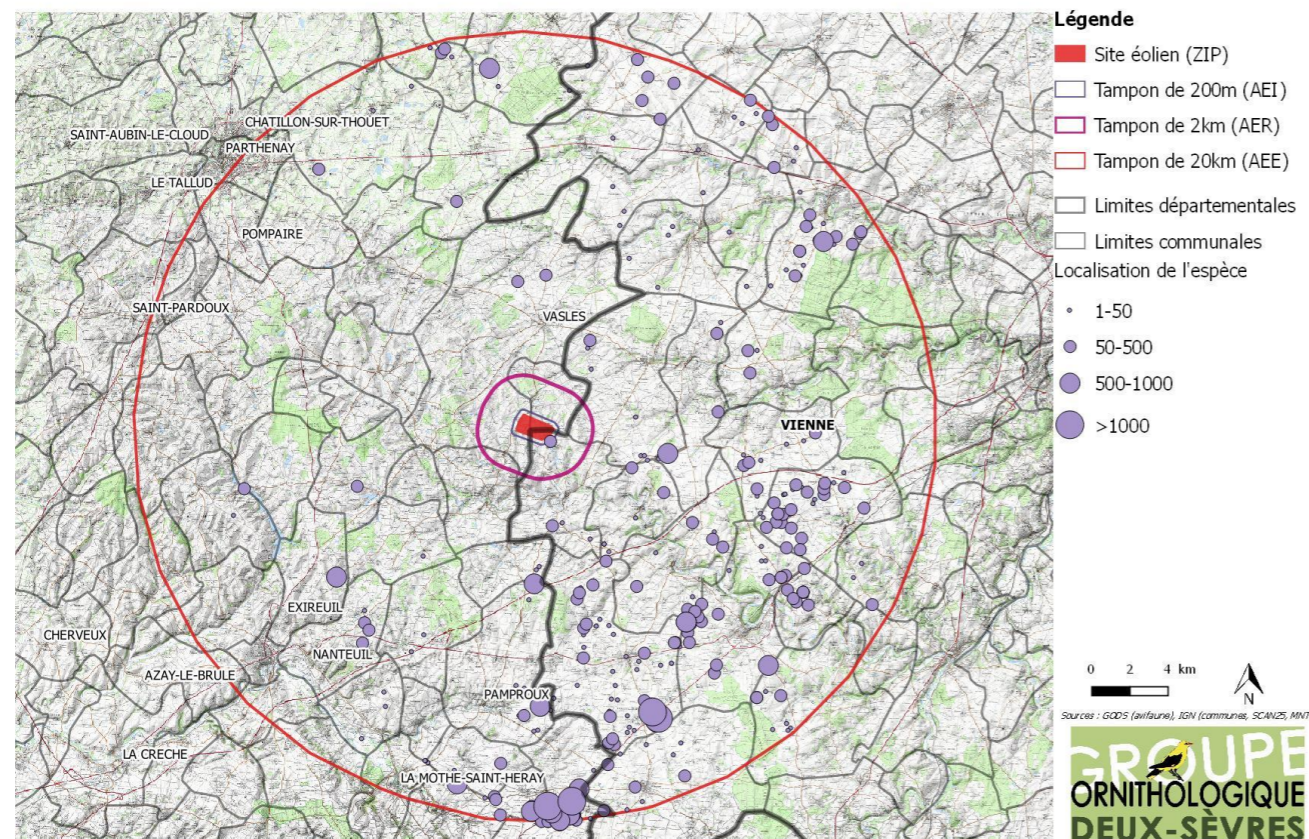 CHATILLON-SUR-THOUET
SAINT-AUBIN-LE-CLOUD
PARTHENAY
LE TALLUD
POMPAIRE
SAINT-PARDOUX
VASLES
VIENNE
EXIREUIL
CHERVEUX
NANTEUIL
AZAY-LE-BRULE
PAMPROUX
LA CRECHE
LA MOTHE-SAINT-HERAY
Légende
Site éolien (ZIP)
Tampon de 200m (AEI)
Tampon de 2km (AER)
Tampon de 20km (AEE)
Limites départementales
Limites communales
Localisation de l'espèce
1-50
50-500
500-1000
>1000
0 2 4 km
N
Sources : GODS (avifaune), IGN (communes, SCAN25, MNT
GROUPE
ORNITHOLOGIQUE
DEUX-SÈVRES